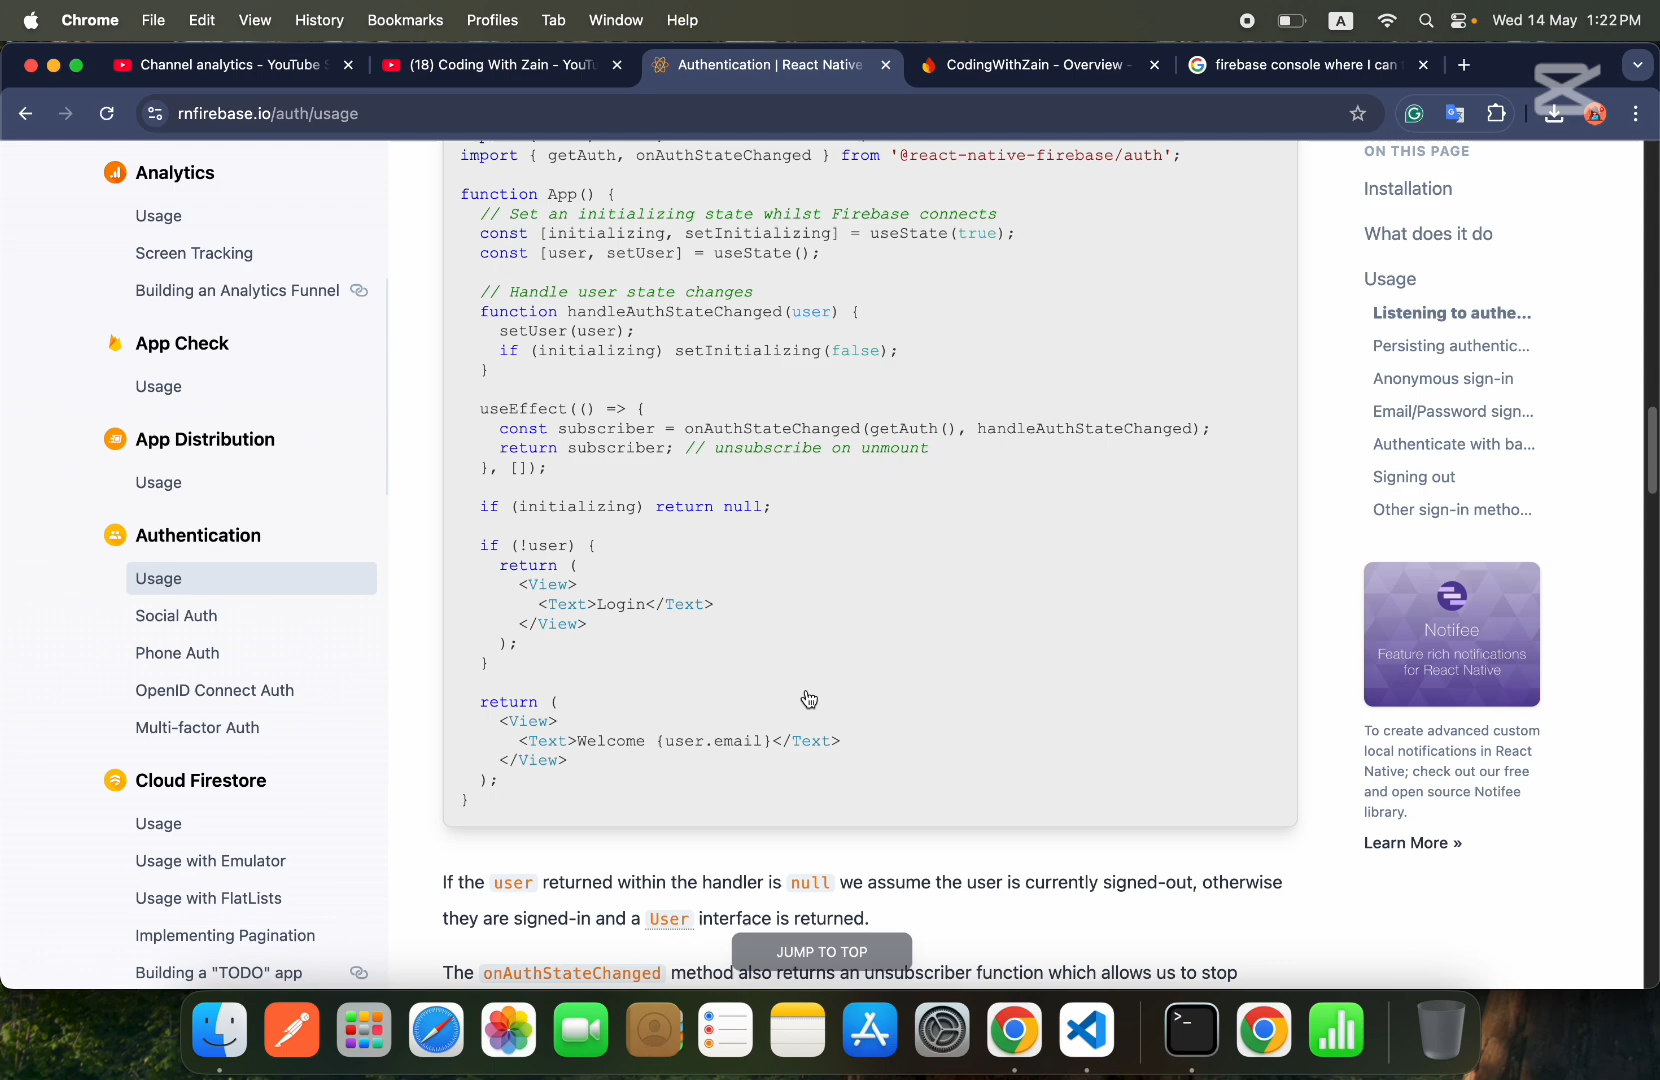 Chrome File Edit View History Bookmarks Profiles Tab Window Help
A Wed 14 May 1:22 PM
Channel analytics - YouTube S
(18) Coding With Zain - YouTu
Authentication | React Native
CodingWithZain - Overview -
firebase console where I can
rnfirebase.io/auth/usage
Analytics
Usage
Screen Tracking
Building an Analytics Funnel
App Check
Usage
App Distribution
Usage
Authentication
Usage
Social Auth
Phone Auth
OpenID Connect Auth
Multi-factor Auth
Cloud Firestore
Usage
Usage with Emulator
Usage with FlatLists
Implementing Pagination
Building a "TODO" app
import { getAuth, onAuthStateChanged } from '@react-native-firebase/auth';
function App() {
// Set an initializing state whilst Firebase connects
const [initializing, setInitializing] = useState(true);
const [user, setUser] = useState();
// Handle user state changes
function handleAuthStateChanged(user) {
setUser(user);
if (initializing) setInitializing(false);
}
useEffect(() => {
const subscriber = onAuthStateChanged(getAuth(), handleAuthStateChanged);
return subscriber; // unsubscribe on unmount
}, []);
if (initializing) return null;
if (!user) {
return (
<View>
<Text>Login</Text>
</View>
);
}
return (
<View>
<Text>Welcome {user.email}</Text>
</View>
);
}
If the user returned within the handler is null we assume the user is currently signed-out, otherwise
they are signed-in and a User interface is returned.
JUMP TO TOP
The onAuthStateChanged method also returns an unsubscriber function which allows us to stop
ON THIS PAGE
Installation
What does it do
Usage
Listening to authe...
Persisting authentic...
Anonymous sign-in
Email/Password sign...
Authenticate with ba...
Signing out
Other sign-in metho...
Notifee
Feature rich notifications
for React Native
To create advanced custom
local notifications in React
Native; check out our free
and open source Notifee
library.
Learn More »